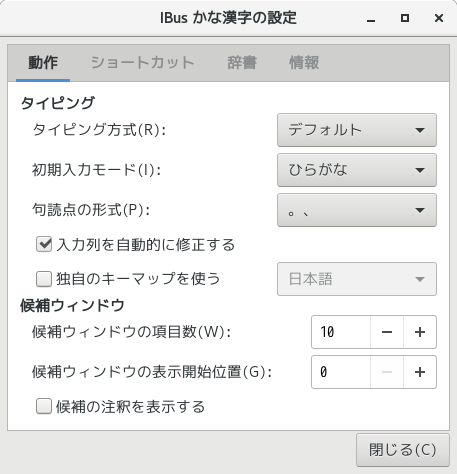 IBus かな漢字の設定
動作 ショートカット 辞書 情報
タイピング
タイピング方式(R): デフォルト
初期入力モード(I): ひらがな
句読点の形式(P): 。、
入力列を自動的に修正する
独自のキーマップを使う 日本語
候補ウィンドウ
候補ウィンドウの項目数(W): 10
候補ウィンドウの表示開始位置(G): 0
候補の注釈を表示する
閉じる(C)